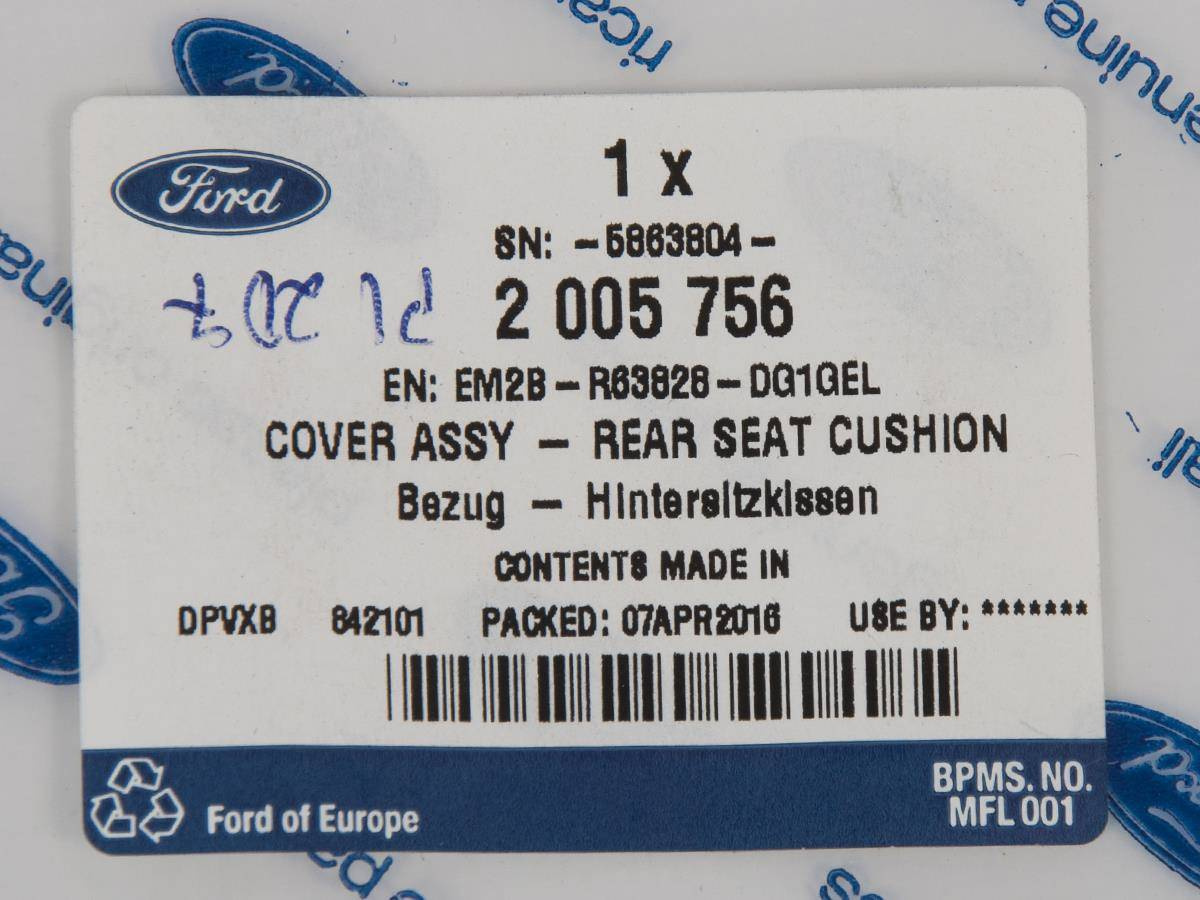 Ford
1 x
SN: -5863804-
2 005 756
EN: EM2B-R63828-DG1GEL
COVER ASSY - REAR SEAT CUSHION
Bezug - Hintersitzkissen
CONTENTS MADE IN
DPVXB 842101 PACKED: 07APR2016 USE BY: *******
Ford of Europe
BPMS. NO.
MFL 001